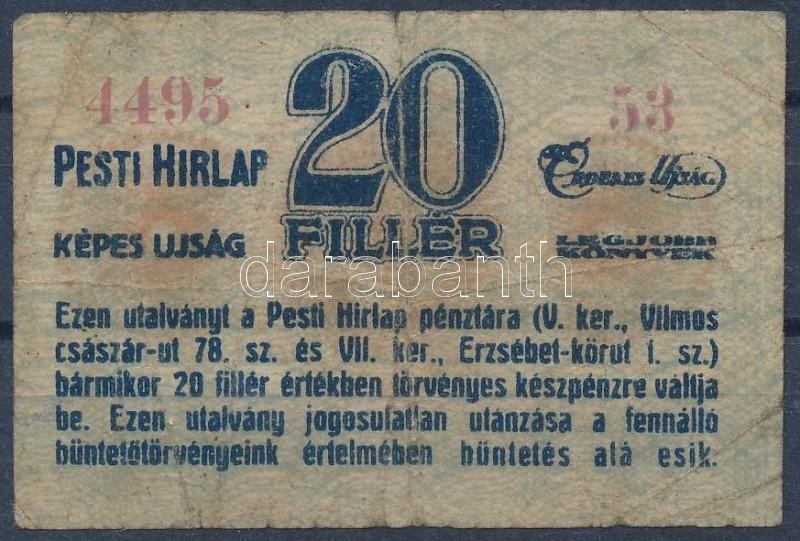 4495
20
53
PESTI HIRLAP
ÉRDEKES UJSÁG
KÉPES UJSÁG
FILLÉR
LEGJOBB
KÖNYVEK
darabanth
Ezen utalványt a Pesti Hirlap pénztára (V. ker., Vilmos
császár-ut 78. sz. és VII. ker., Erzsébet-körut 1. sz.)
bármikor 20 fillér értékben törvényes készpénzre váltja
be. Ezen utalvány jogosulatlan utánzása a fennálló
büntetőtörvényeink értelmében büntetés alá esik.